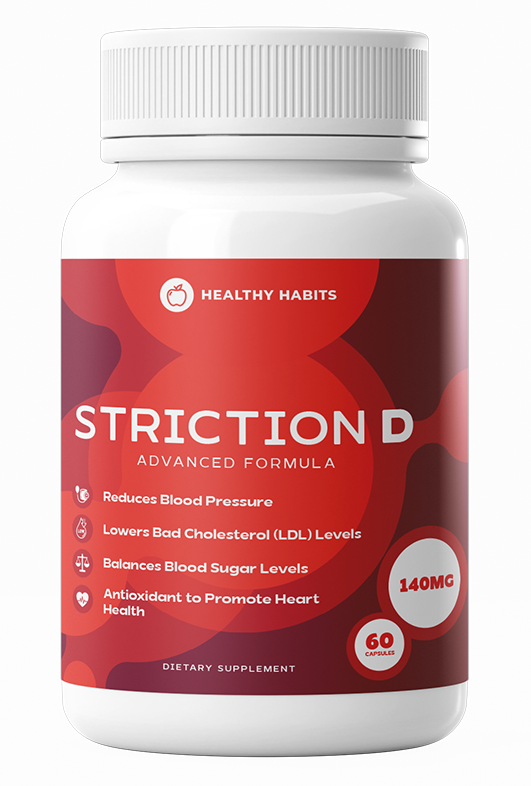 HEALTHY HABITS
STRICTION D
ADVANCED FORMULA
Reduces Blood Pressure
Lowers Bad Cholesterol (LDL) Levels
Balances Blood Sugar Levels
Antioxidant to Promote Heart
Health
140MG
60
CAPSULES
DIETARY SUPPLEMENT